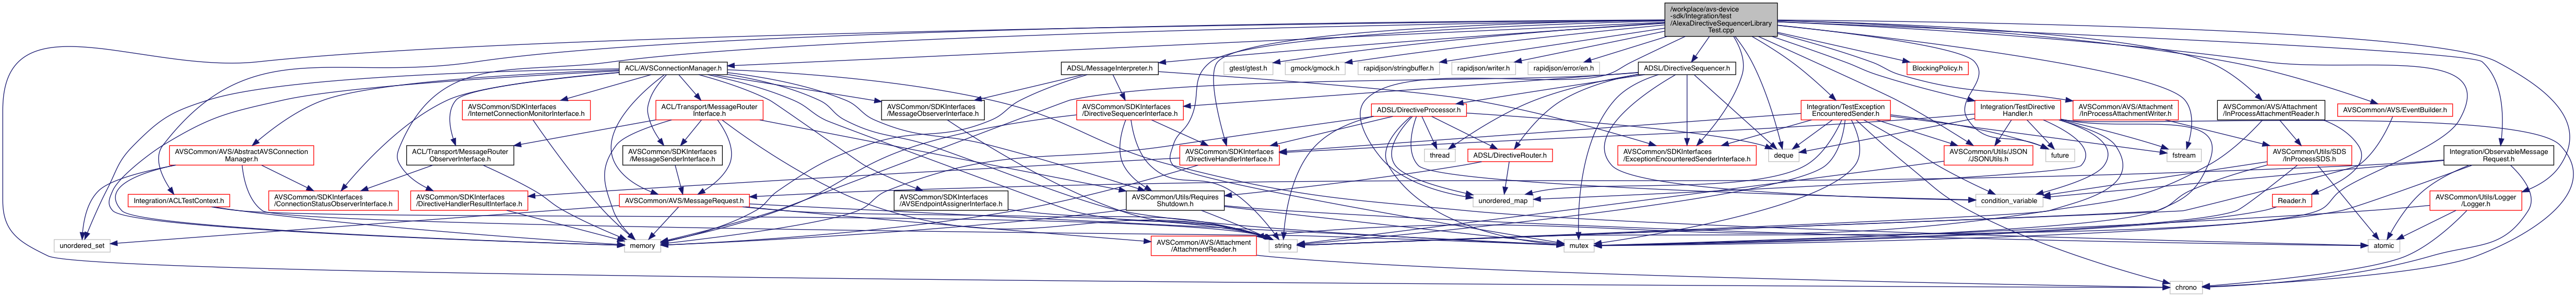 /workplace/avs-device
-sdk/Integration/test
/AlexaDirectiveSequencerLibrary
Test.cpp
ACL/AVSConnectionManager.h
ADSL/MessageInterpreter.h
gtest/gtest.h
gmock/gmock.h
rapidjson/stringbuffer.h
rapidjson/writer.h
rapidjson/error/en.h
ADSL/DirectiveSequencer.h
BlockingPolicy.h
AVSCommon/SDKInterfaces
/InternetConnectionMonitorInterface.h
ACL/Transport/MessageRouter
Interface.h
AVSCommon/SDKInterfaces
/MessageObserverInterface.h
AVSCommon/SDKInterfaces
/DirectiveSequencerInterface.h
ADSL/DirectiveProcessor.h
Integration/TestException
EncounteredSender.h
Integration/TestDirective
Handler.h
AVSCommon/AVS/Attachment
/InProcessAttachmentWriter.h
AVSCommon/AVS/Attachment
/InProcessAttachmentReader.h
AVSCommon/AVS/EventBuilder.h
AVSCommon/AVS/AbstractAVSConnection
Manager.h
ACL/Transport/MessageRouter
ObserverInterface.h
AVSCommon/SDKInterfaces
/MessageSenderInterface.h
AVSCommon/SDKInterfaces
/DirectiveHandlerInterface.h
thread
ADSL/DirectiveRouter.h
AVSCommon/SDKInterfaces
/ExceptionEncounteredSenderInterface.h
deque
AVSCommon/Utils/JSON
/JSONUtils.h
future
fstream
AVSCommon/Utils/SDS
/InProcessSDS.h
Integration/ObservableMessage
Request.h
Integration/ACLTestContext.h
AVSCommon/SDKInterfaces
/ConnectionStatusObserverInterface.h
AVSCommon/SDKInterfaces
/DirectiveHandlerResultInterface.h
AVSCommon/AVS/MessageRequest.h
AVSCommon/SDKInterfaces
/AVSEndpointAssignerInterface.h
AVSCommon/Utils/Requires
Shutdown.h
unordered_map
condition_variable
Reader.h
AVSCommon/Utils/Logger
/Logger.h
unordered_set
memory
AVSCommon/AVS/Attachment
/AttachmentReader.h
string
mutex
atomic
chrono